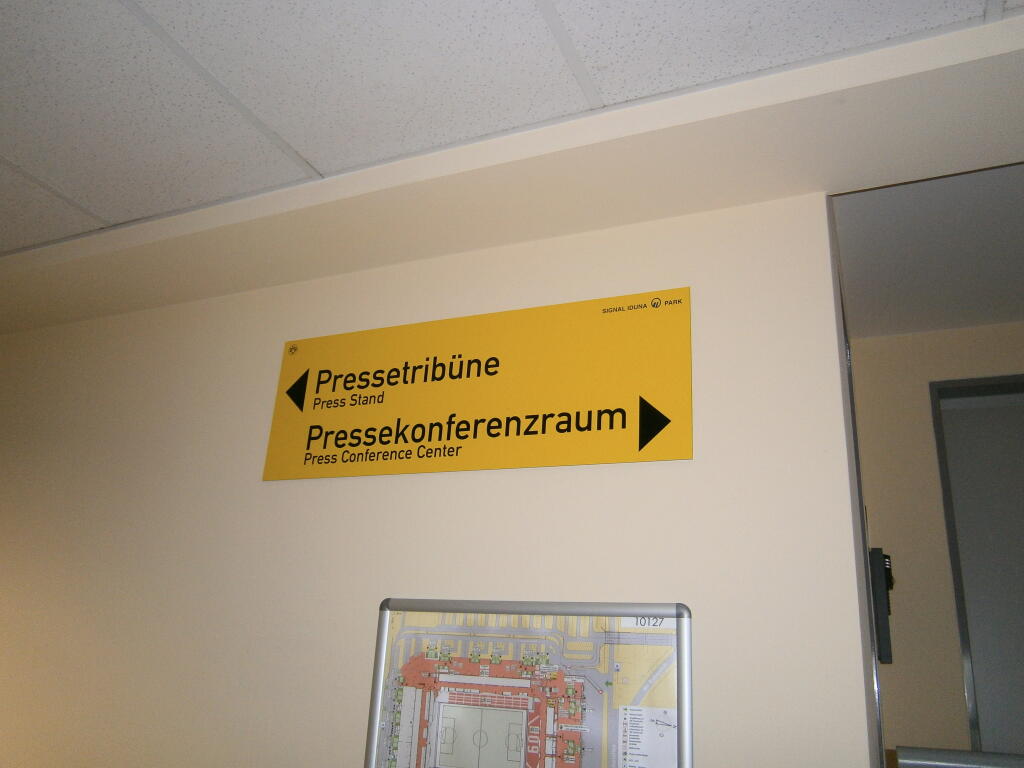 SIGNAL IDUNA PARK
Pressetribüne
Press Stand
Pressekonferenzraum
Press Conference Center
10127